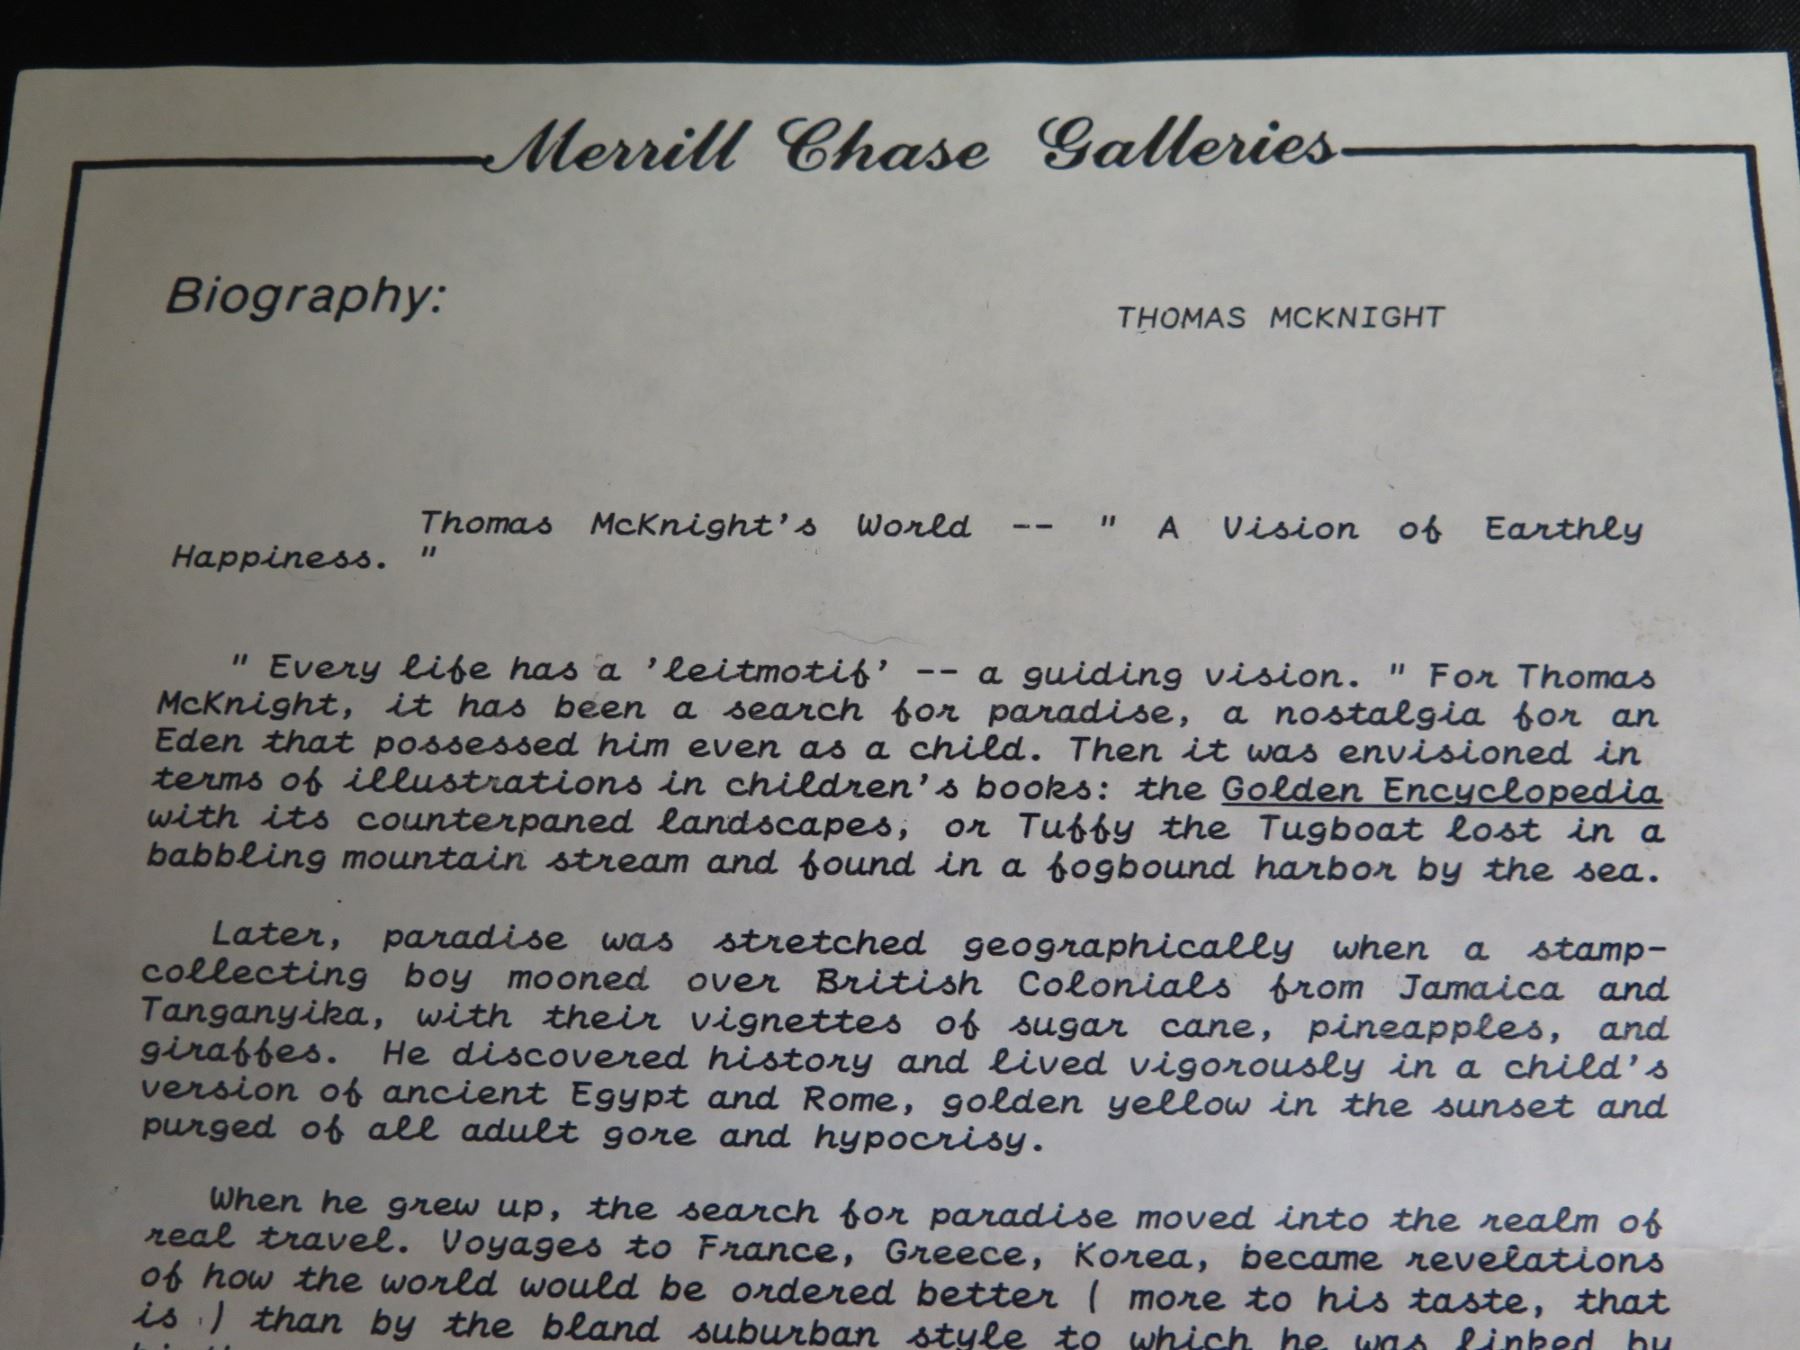 Merrill Chase Galleries
Biography:
THOMAS MCKNIGHT
Thomas McKnight's World -- " A Vision of Earthly
Happiness. "
" Every life has a 'leitmotif' -- a guiding vision. " For Thomas
McKnight, it has been a search for paradise, a nostalgia for an
Eden that possessed him even as a child. Then it was envisioned in
terms of illustrations in children's books: the Golden Encyclopedia
with its counterpaned landscapes, or Tuffy the Tugboat lost in a
babbling mountain stream and found in a fogbound harbor by the sea.
Later, paradise was stretched geographically when a stamp-
collecting boy mooned over British Colonials from Jamaica and
Tanganyika, with their vignettes of sugar cane, pineapples, and
giraffes. He discovered history and lived vigorously in a child's
version of ancient Egypt and Rome, golden yellow in the sunset and
purged of all adult gore and hypocrisy.
When he grew up, the search for paradise moved into the realm of
real travel. Voyages to France, Greece, Korea, became revelations
of how the world would be ordered better ( more to his taste, that
is ) than by the bland suburban style to which he was linked by